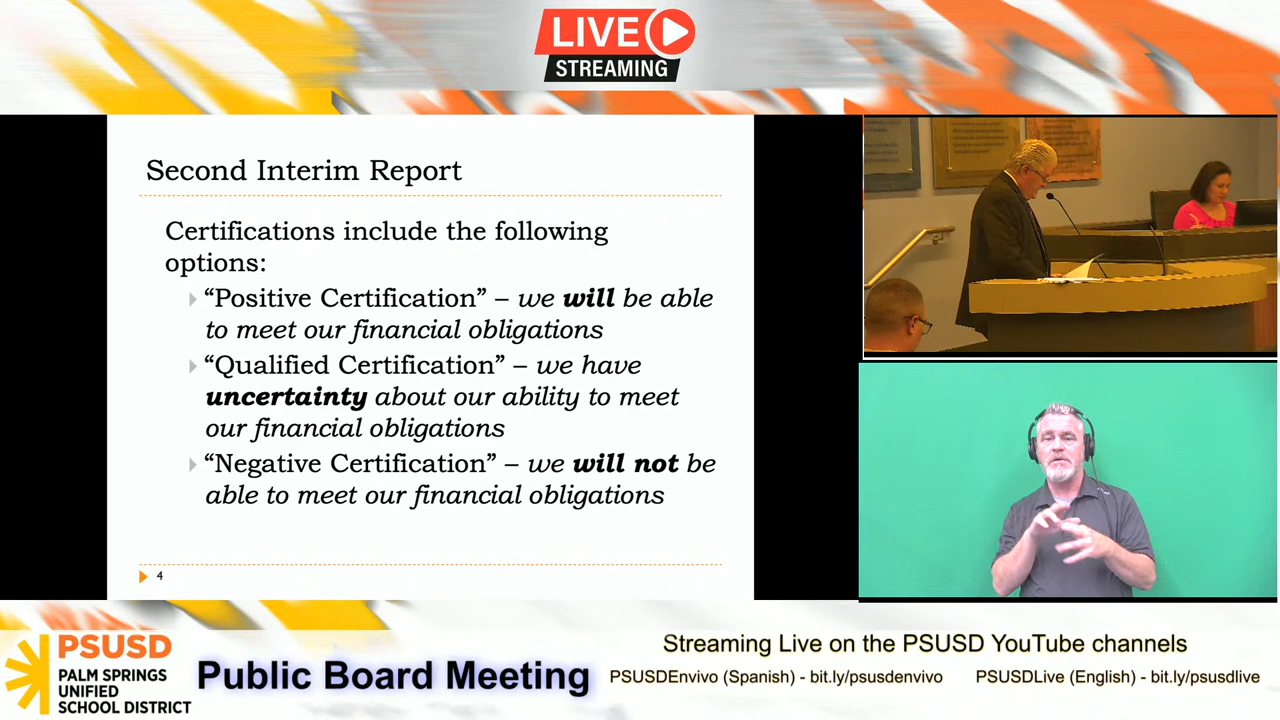 LIVE
STREAMING
Second Interim Report
Certifications include the following
options:
“Positive Certification” – we will be able
to meet our financial obligations
“Qualified Certification” – we have
uncertainty about our ability to meet
our financial obligations
“Negative Certification” – we will not be
able to meet our financial obligations
4
PSUSD
PALM SPRINGS
UNIFIED
SCHOOL DISTRICT
Public Board Meeting
Streaming Live on the PSUSD YouTube channels
PSUSDEnvivo (Spanish) - bit.ly/psusdenvivo
PSUSDLive (English) - bit.ly/psusdlive